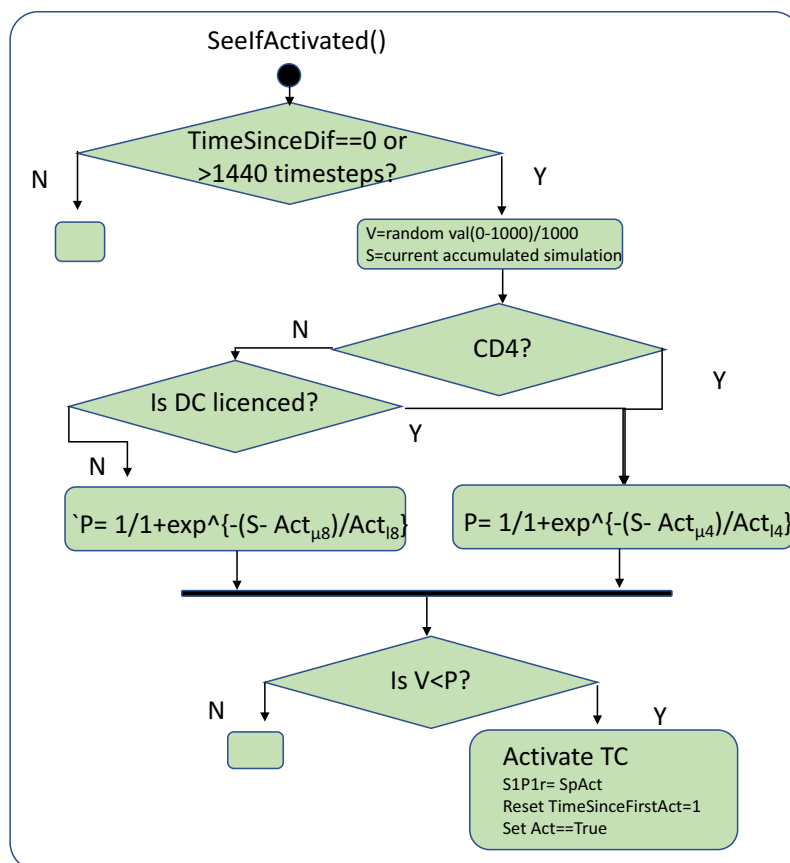 SeeIfActivated()
TimeSinceDif==0 or
>1440 timesteps?
N
Y
V=random val(0-1000)/1000
S=current accumulated simulation
N
CD4?
Y
Is DC licenced?
Y
N
`P= 1/1+exp^{-(S- Actμ8)/Actl8}
P= 1/1+exp^{-(S- Actμ4)/Actl4}
Is V<P?
N
Y
Activate TC
S1P1r= SpAct
Reset TimeSinceFirstAct=1
Set Act==True